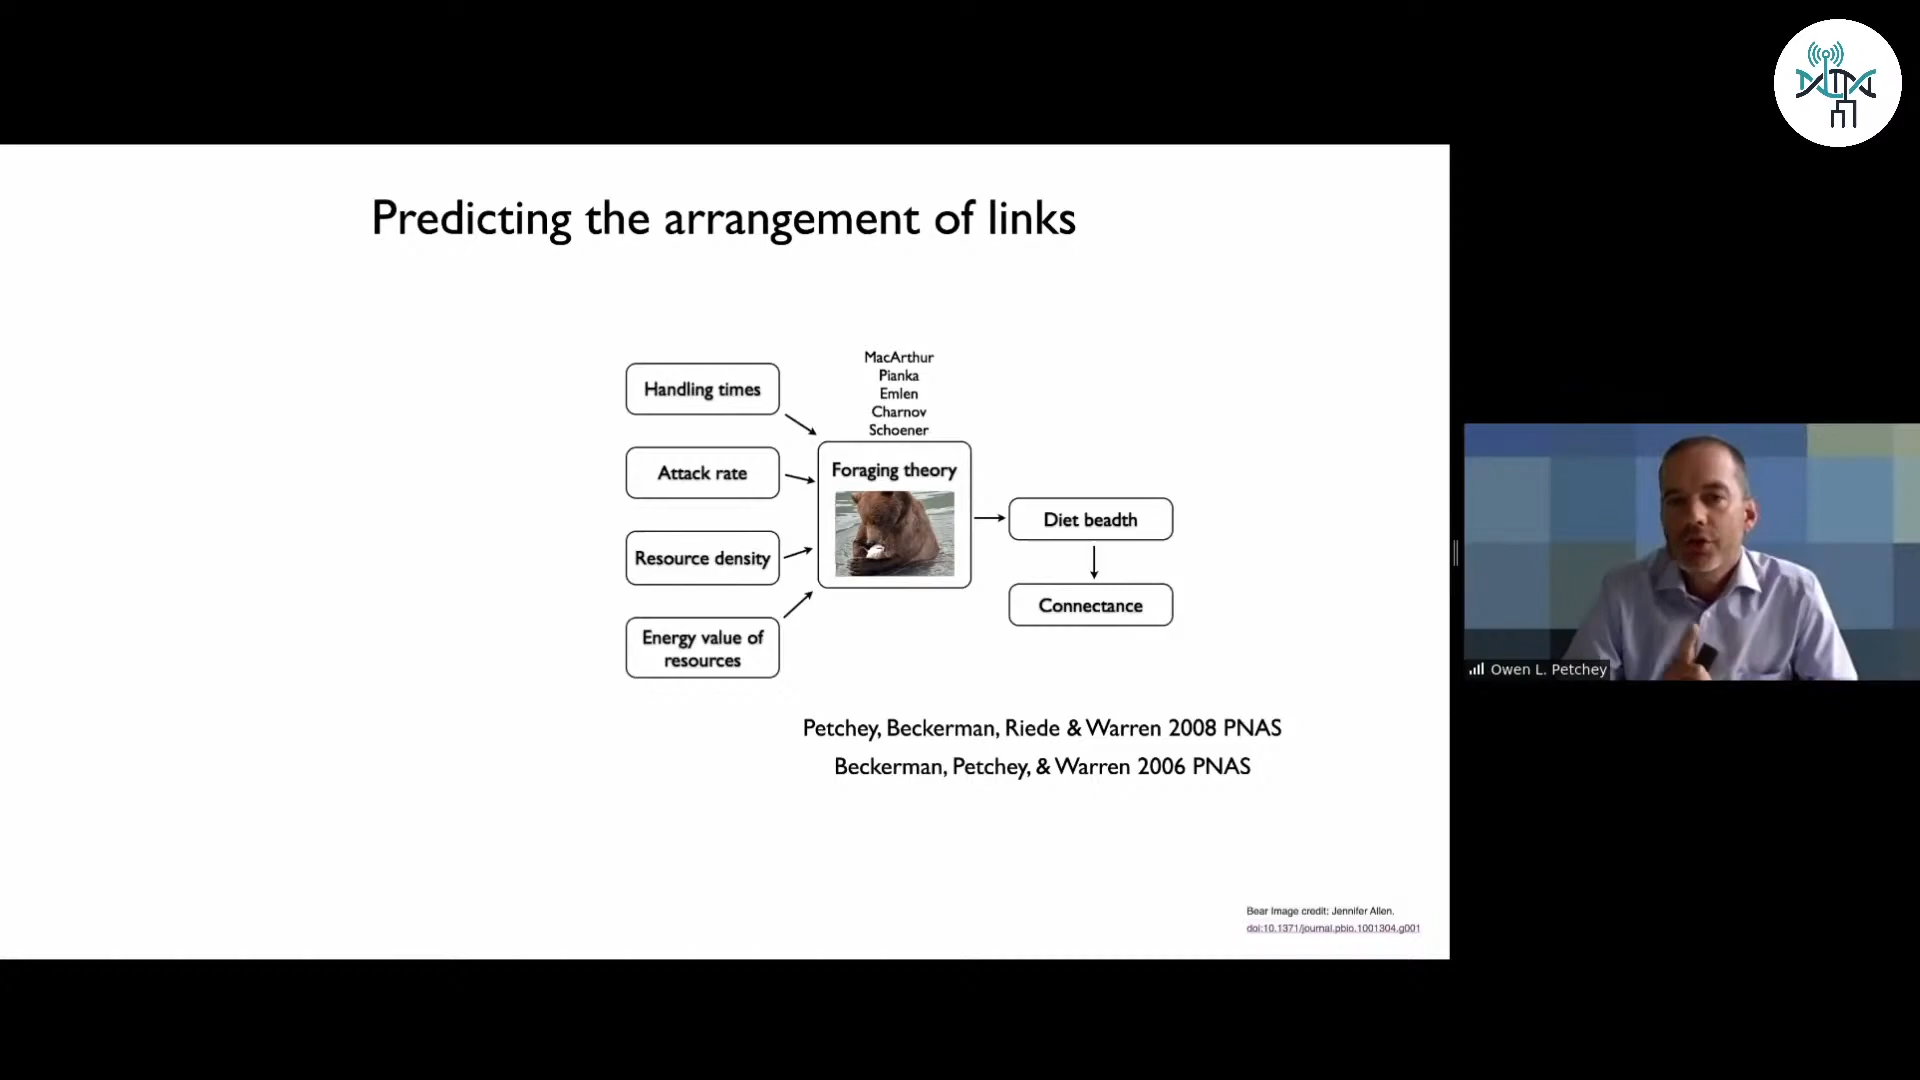 Predicting the arrangement of links
MacArthur
Pianka
Emlen
Charnov
Schoener
Handling times
Attack rate
Resource density
Energy value of
resources
Foraging theory
Diet beadth
Connectance
Petchey, Beckerman, Riede & Warren 2008 PNAS
Beckerman, Petchey, & Warren 2006 PNAS
Bear Image credit: Jennifer Allen.
doi:10.1371/journal.pbio.1001304.g001
Owen L. Petchey